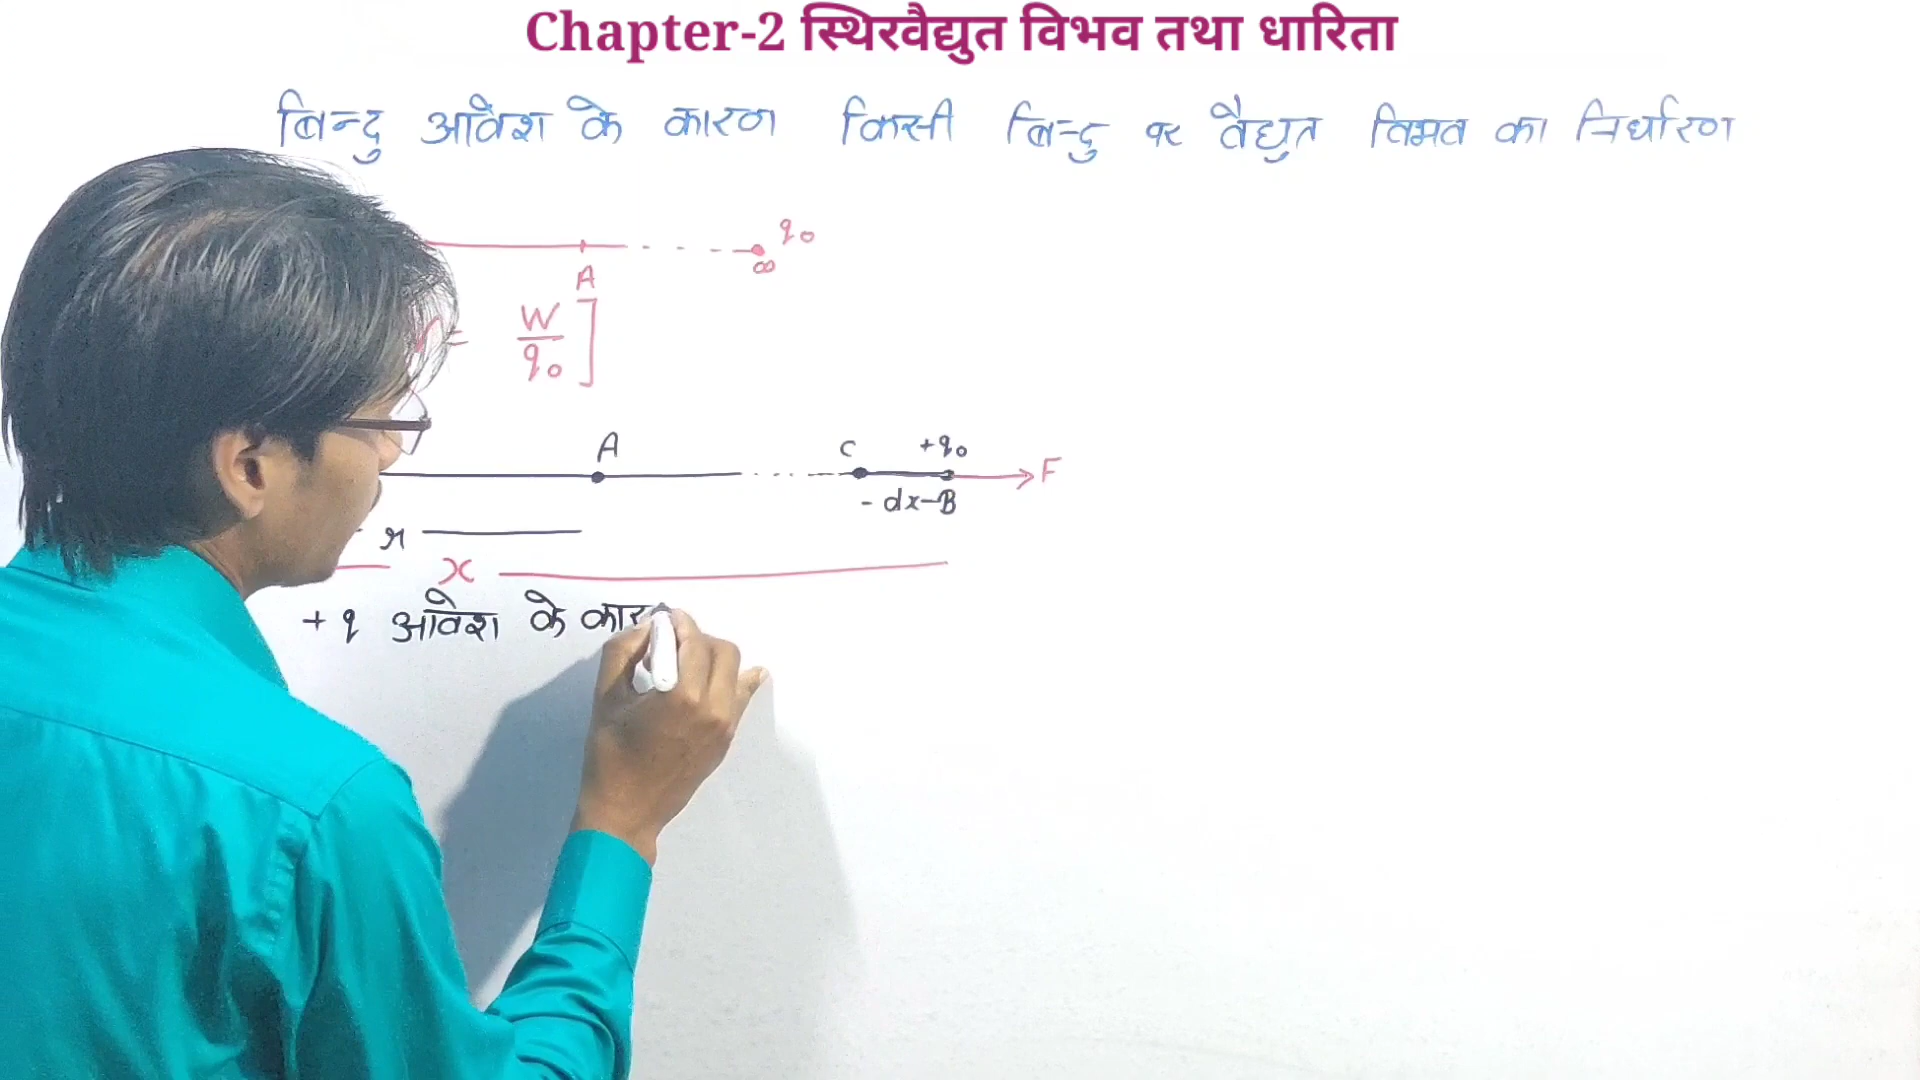 Chapter-2 स्थिरवैद्युत विभव तथा धारिता
बिन्दु आवेश के कारण किसी बिन्दु पर वैद्युत विभव का निर्धारण
q₀
A ∞
= W/q₀ ]
A C +q₀ F
- dx - B
r
x
+q आवेश के कार